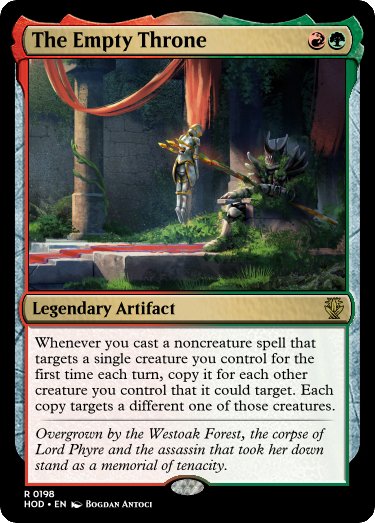 The Empty Throne
Legendary Artifact
Whenever you cast a noncreature spell that
targets a single creature you control for the
first time each turn, copy it for each other
creature you control that it could target. Each
copy targets a different one of those creatures.
Overgrown by the Westoak Forest, the corpse of
Lord Phyre and the assassin that took her down
stand as a memorial of tenacity.
R 0198
HOD • EN Bogdan Antoci